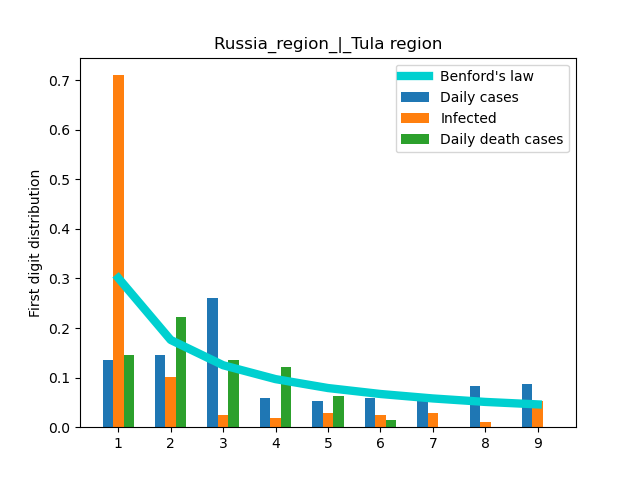 Russia_region_|_Tula region
First digit distribution
0.7
0.6
0.5
0.4
0.3
0.2
0.1
0.0
1 2 3 4 5 6 7 8 9
Benford's law
Daily cases
Infected
Daily death cases